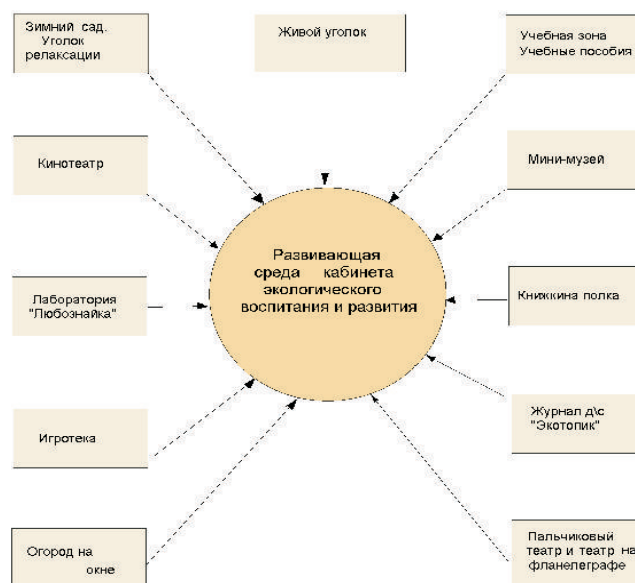 Зимний сад.
Уголок
релаксации
Живой уголок
Учебная зона
Учебные пособия
Кинотеатр
Мини-музей
Развивающая
среда кабинета
экологического
воспитания и развития
Лаборатория
"Любознайка"
Книжкина полка
Игротека
Журнал д\с
"Экотопик"
Огород на
окне
Пальчиковый
театр и театр на
фланелеграфе